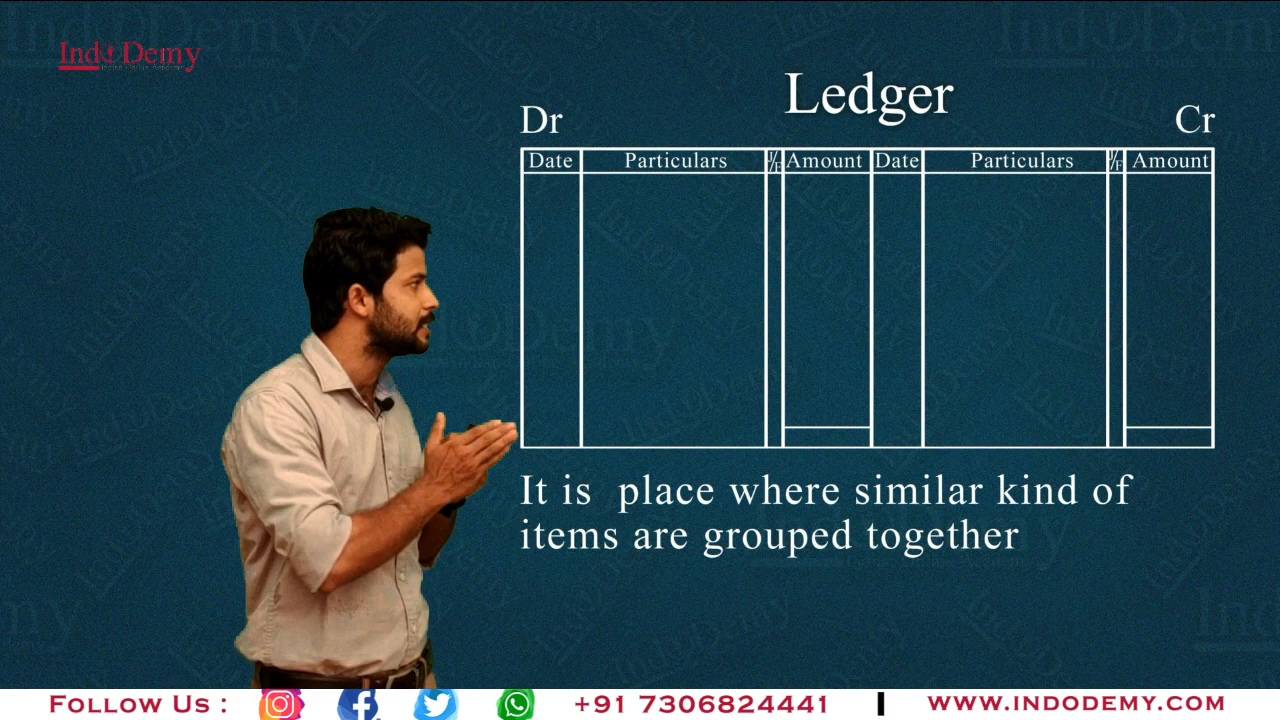 IndoDemy
Ledger
Dr Cr
Date Particulars J/F Amount Date Particulars J/F Amount
It is place where similar kind of
items are grouped together
Follow Us : +91 7306824441 | www.indodemy.com